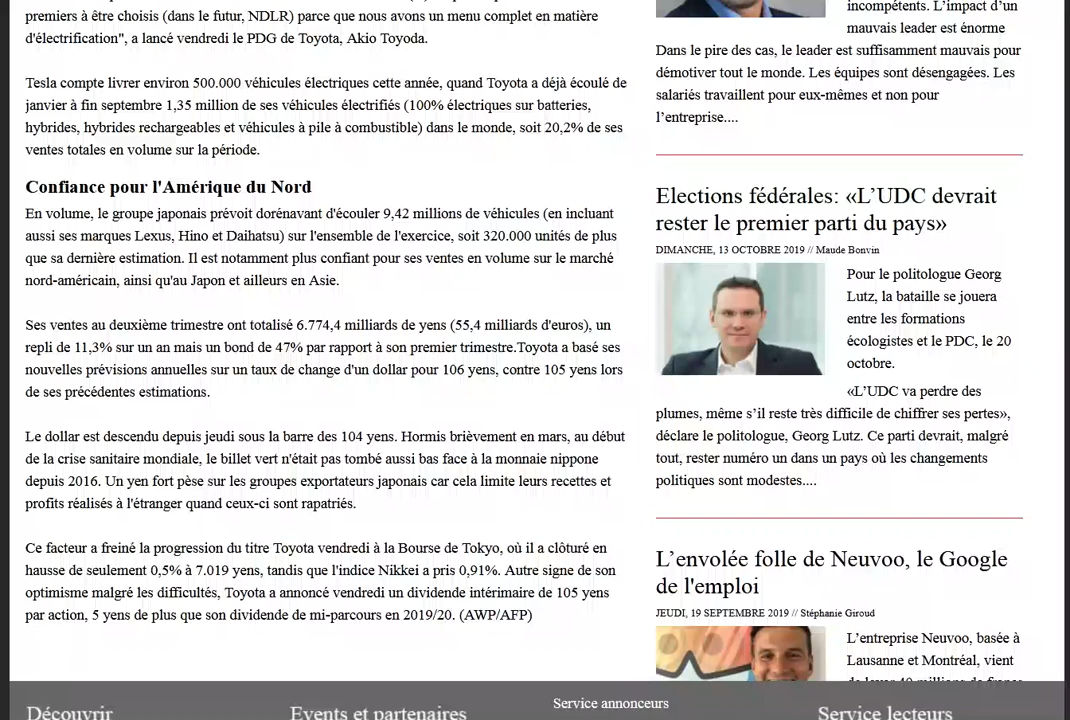 premiers à être choisis (dans le futur, NDLR) parce que nous avons un menu complet en matière
d'électrification", a lancé vendredi le PDG de Toyota, Akio Toyoda.
Tesla compte livrer environ 500.000 véhicules électriques cette année, quand Toyota a déjà écoulé de
janvier à fin septembre 1,35 million de ses véhicules électrifiés (100% électriques sur batteries,
hybrides, hybrides rechargeables et véhicules à pile à combustible) dans le monde, soit 20,2% de ses
ventes totales en volume sur la période.
Confiance pour l'Amérique du Nord
En volume, le groupe japonais prévoit dorénavant d'écouler 9,42 millions de véhicules (en incluant
aussi ses marques Lexus, Hino et Daihatsu) sur l'ensemble de l'exercice, soit 320.000 unités de plus
que sa dernière estimation. Il est notamment plus confiant pour ses ventes en volume sur le marché
nord-américain, ainsi qu'au Japon et ailleurs en Asie.
Ses ventes au deuxième trimestre ont totalisé 6.774,4 milliards de yens (55,4 milliards d'euros), un
repli de 11,3% sur un an mais un bond de 47% par rapport à son premier trimestre.Toyota a basé ses
nouvelles prévisions annuelles sur un taux de change d'un dollar pour 106 yens, contre 105 yens lors
de ses précédentes estimations.
Le dollar est descendu depuis jeudi sous la barre des 104 yens. Hormis brièvement en mars, au début
de la crise sanitaire mondiale, le billet vert n'était pas tombé aussi bas face à la monnaie nippone
depuis 2016. Un yen fort pèse sur les groupes exportateurs japonais car cela limite leurs recettes et
profits réalisés à l'étranger quand ceux-ci sont rapatriés.
Ce facteur a freiné la progression du titre Toyota vendredi à la Bourse de Tokyo, où il a clôturé en
hausse de seulement 0,5% à 7.019 yens, tandis que l'indice Nikkei a pris 0,91%. Autre signe de son
optimisme malgré les difficultés, Toyota a annoncé vendredi un dividende intérimaire de 105 yens
par action, 5 yens de plus que son dividende de mi-parcours en 2019/20. (AWP/AFP)
incompétents. L’impact d’un
mauvais leader est énorme
Dans le pire des cas, le leader est suffisamment mauvais pour
démotiver tout le monde. Les équipes sont désengagées. Les
salariés travaillent pour eux-mêmes et non pour
l’entreprise....
Elections fédérales: «L’UDC devrait
rester le premier parti du pays»
DIMANCHE, 13 OCTOBRE 2019 // Maude Bonvin
Pour le politologue Georg
Lutz, la bataille se jouera
entre les formations
écologistes et le PDC, le 20
octobre.
«L’UDC va perdre des
plumes, même s’il reste très difficile de chiffrer ses pertes»,
déclare le politologue, Georg Lutz. Ce parti devrait, malgré
tout, rester numéro un dans un pays où les changements
politiques sont modestes....
L’envolée folle de Neuvoo, le Google
de l'emploi
JEUDI, 19 SEPTEMBRE 2019 // Stéphanie Giroud
L’entreprise Neuvoo, basée à
Lausanne et Montréal, vient
Découvrir
Events et partenaires
Service annonceurs
Service lecteurs